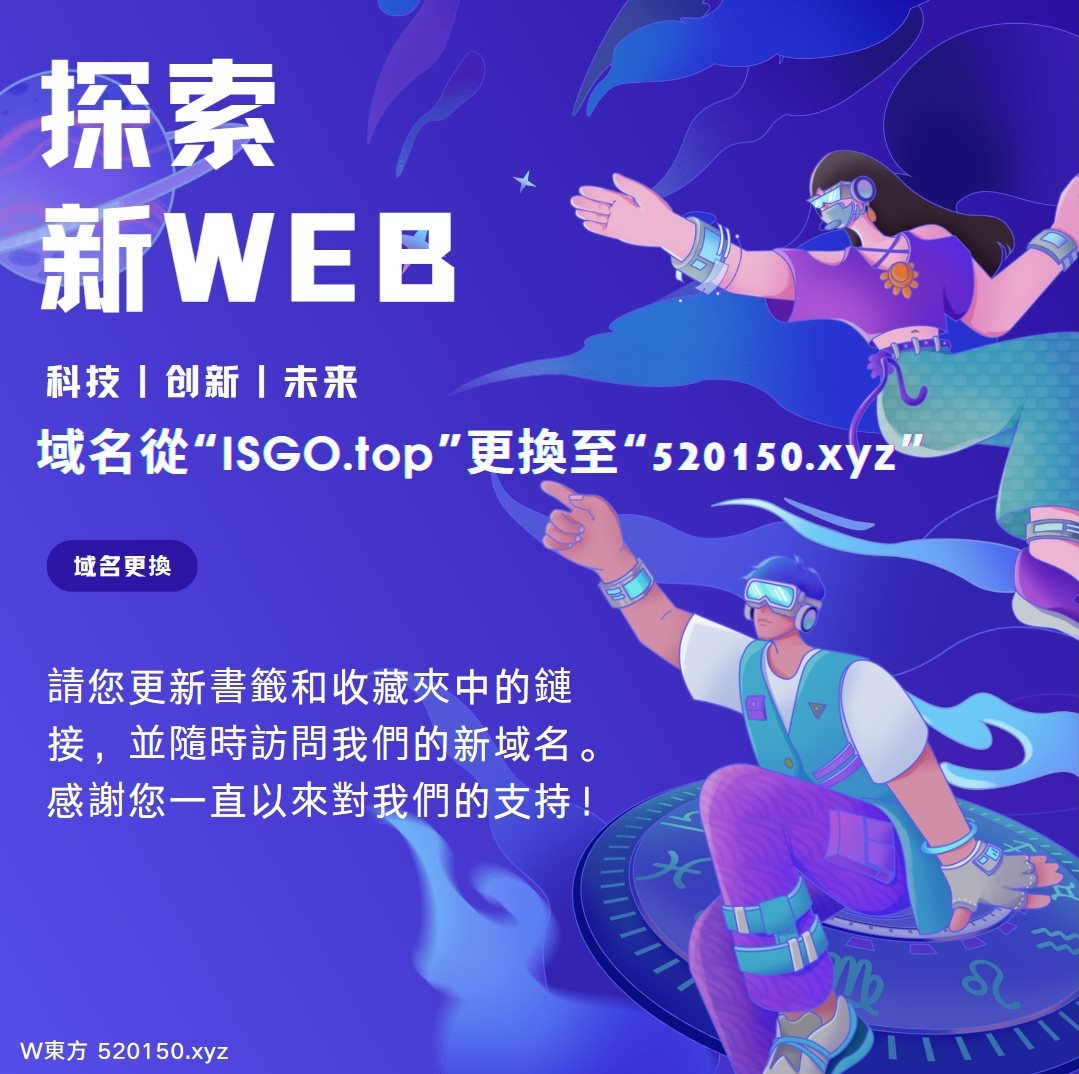 探索
新WEB
科技丨创新丨未来
域名從“ISGO.top”更換至“520150.xyz”
域名更換
請您更新書籤和收藏夾中的鏈
接，並隨時訪問我們的新域名。
感謝您一直以來對我們的支持！
W東方 520150.xyz